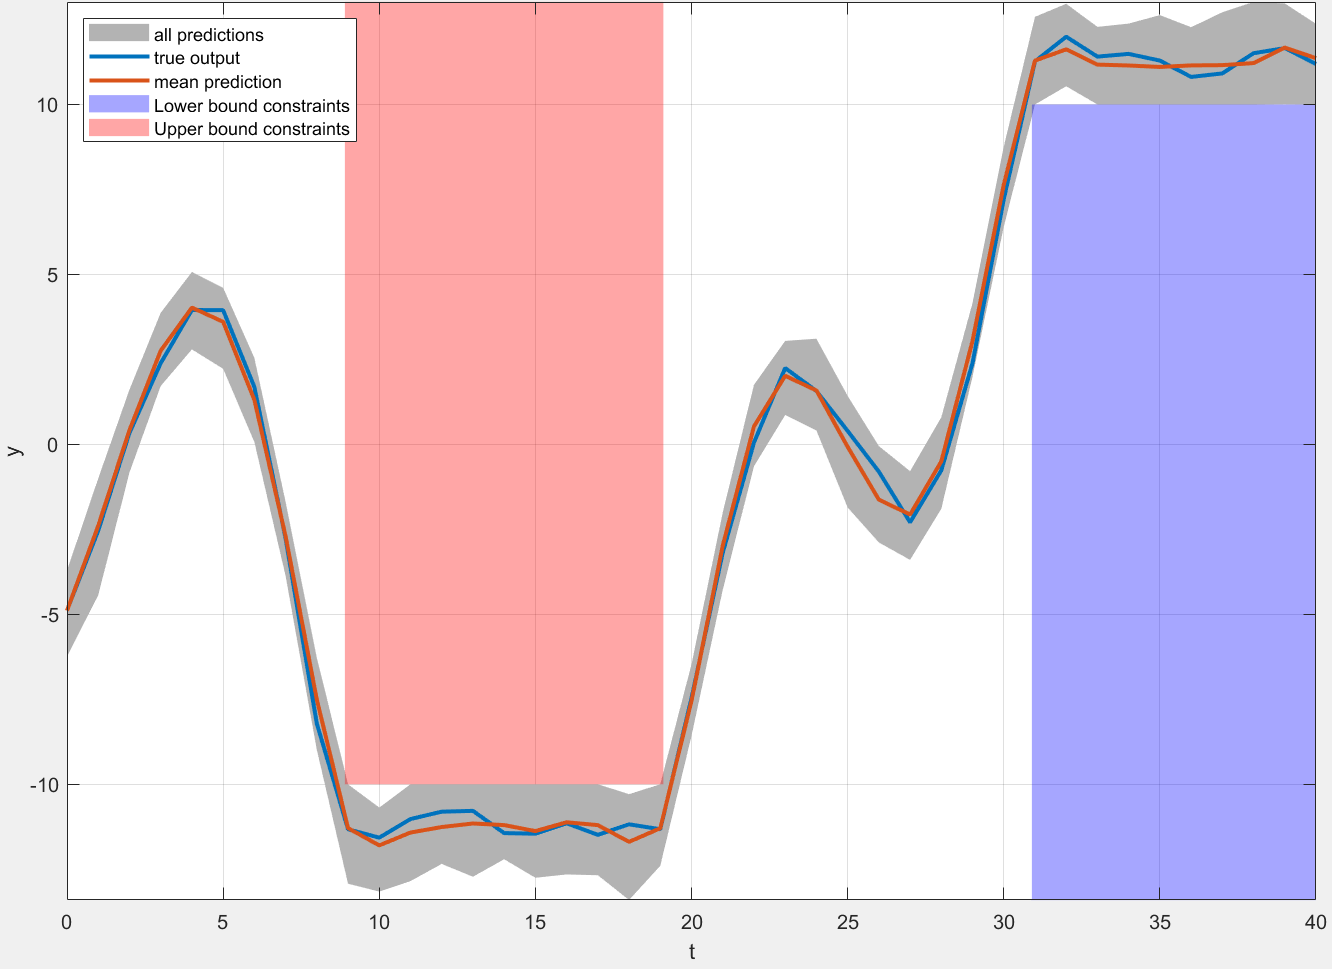 all predictions
true output
mean prediction
Lower bound constraints
Upper bound constraints
10
5
0
-5
-10
y
0 5 10 15 20 25 30 35 40
t